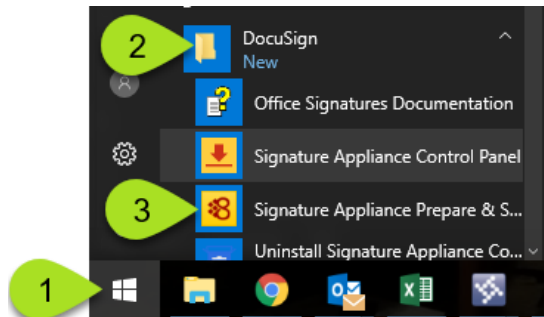 2
DocuSign
New
Office Signatures Documentation
Signature Appliance Control Panel
3
Signature Appliance Prepare & S...
Uninstall Signature Appliance Co...
1